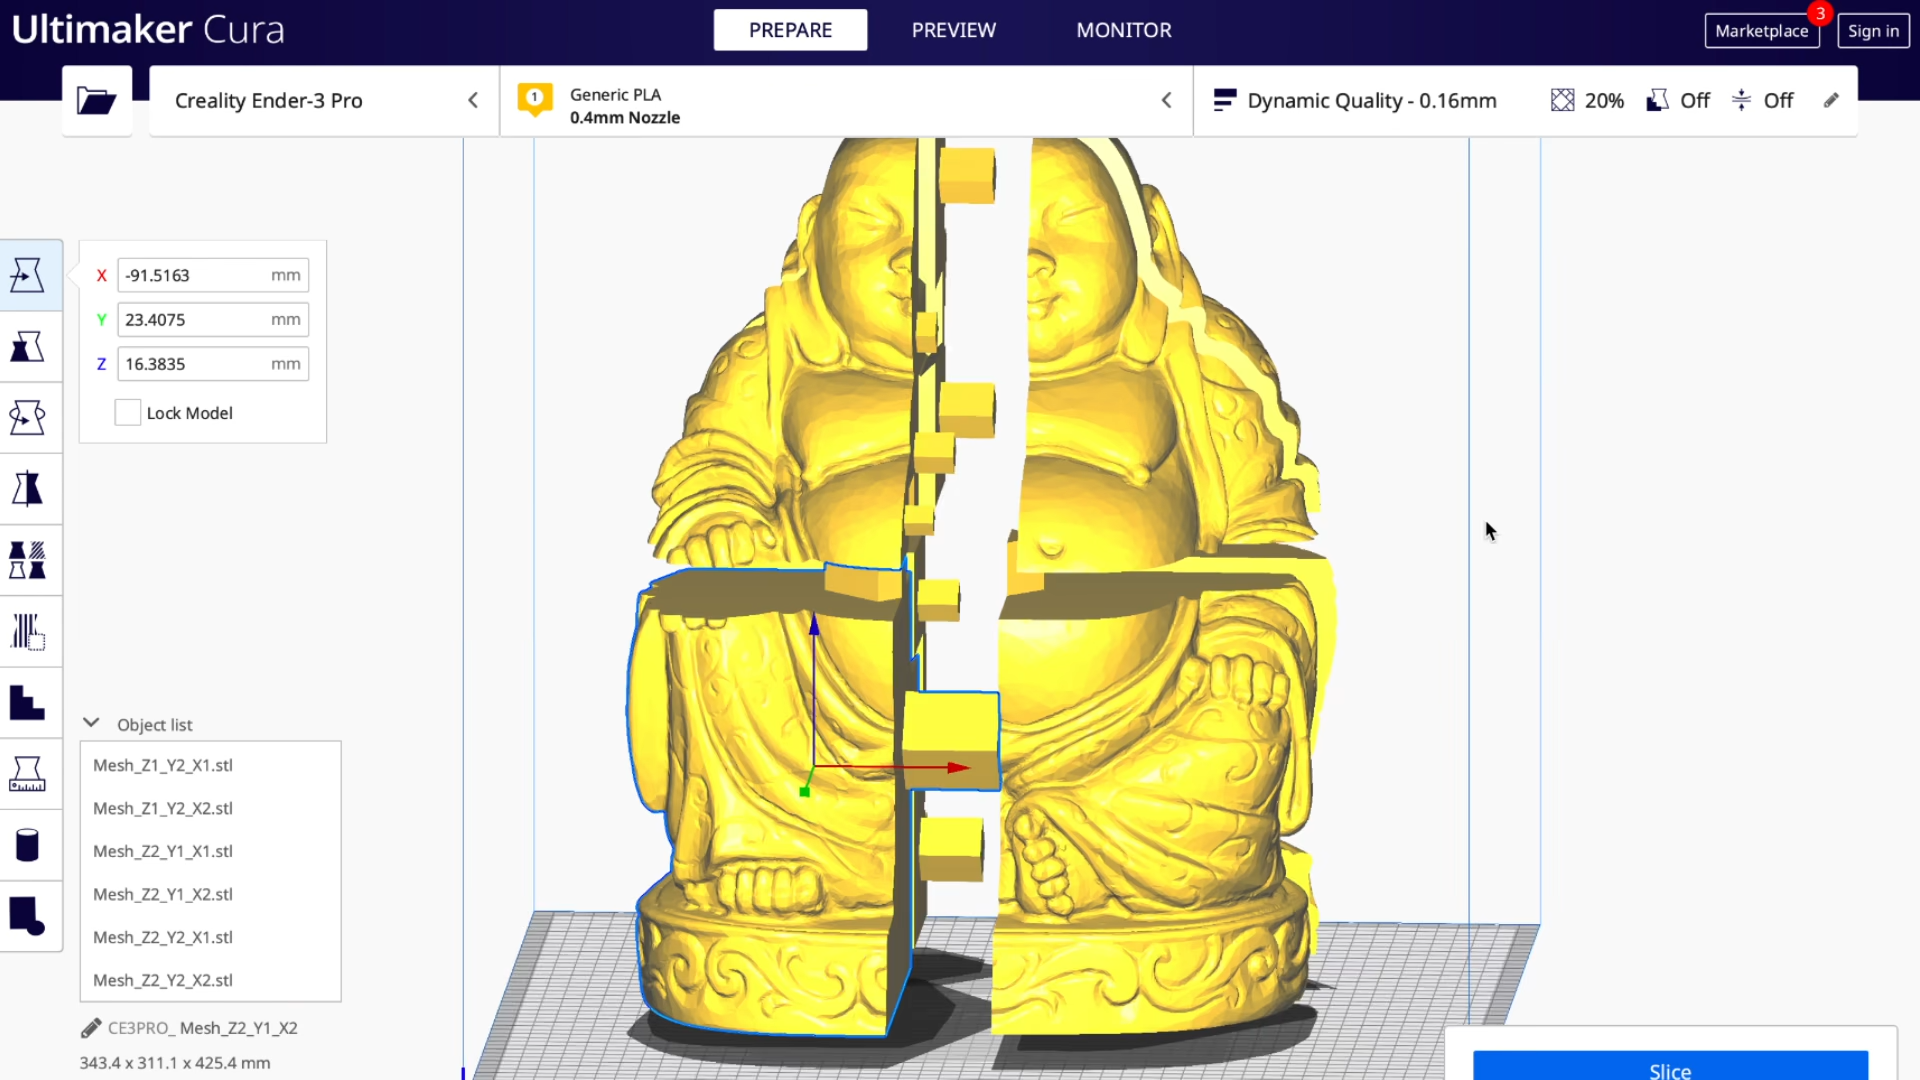 Ultimaker Cura
PREPARE
PREVIEW
MONITOR
Marketplace
3
Sign in
Creality Ender-3 Pro
1
Generic PLA
0.4mm Nozzle
Dynamic Quality - 0.16mm
20%
Off
Off
X -91.5163 mm
Y 23.4075 mm
Z 16.3835 mm
Lock Model
Object list
Mesh_Z1_Y2_X1.stl
Mesh_Z1_Y2_X2.stl
Mesh_Z2_Y1_X1.stl
Mesh_Z2_Y1_X2.stl
Mesh_Z2_Y2_X1.stl
Mesh_Z2_Y2_X2.stl
CE3PRO_ Mesh_Z2_Y1_X2
343.4 x 311.1 x 425.4 mm
Slice